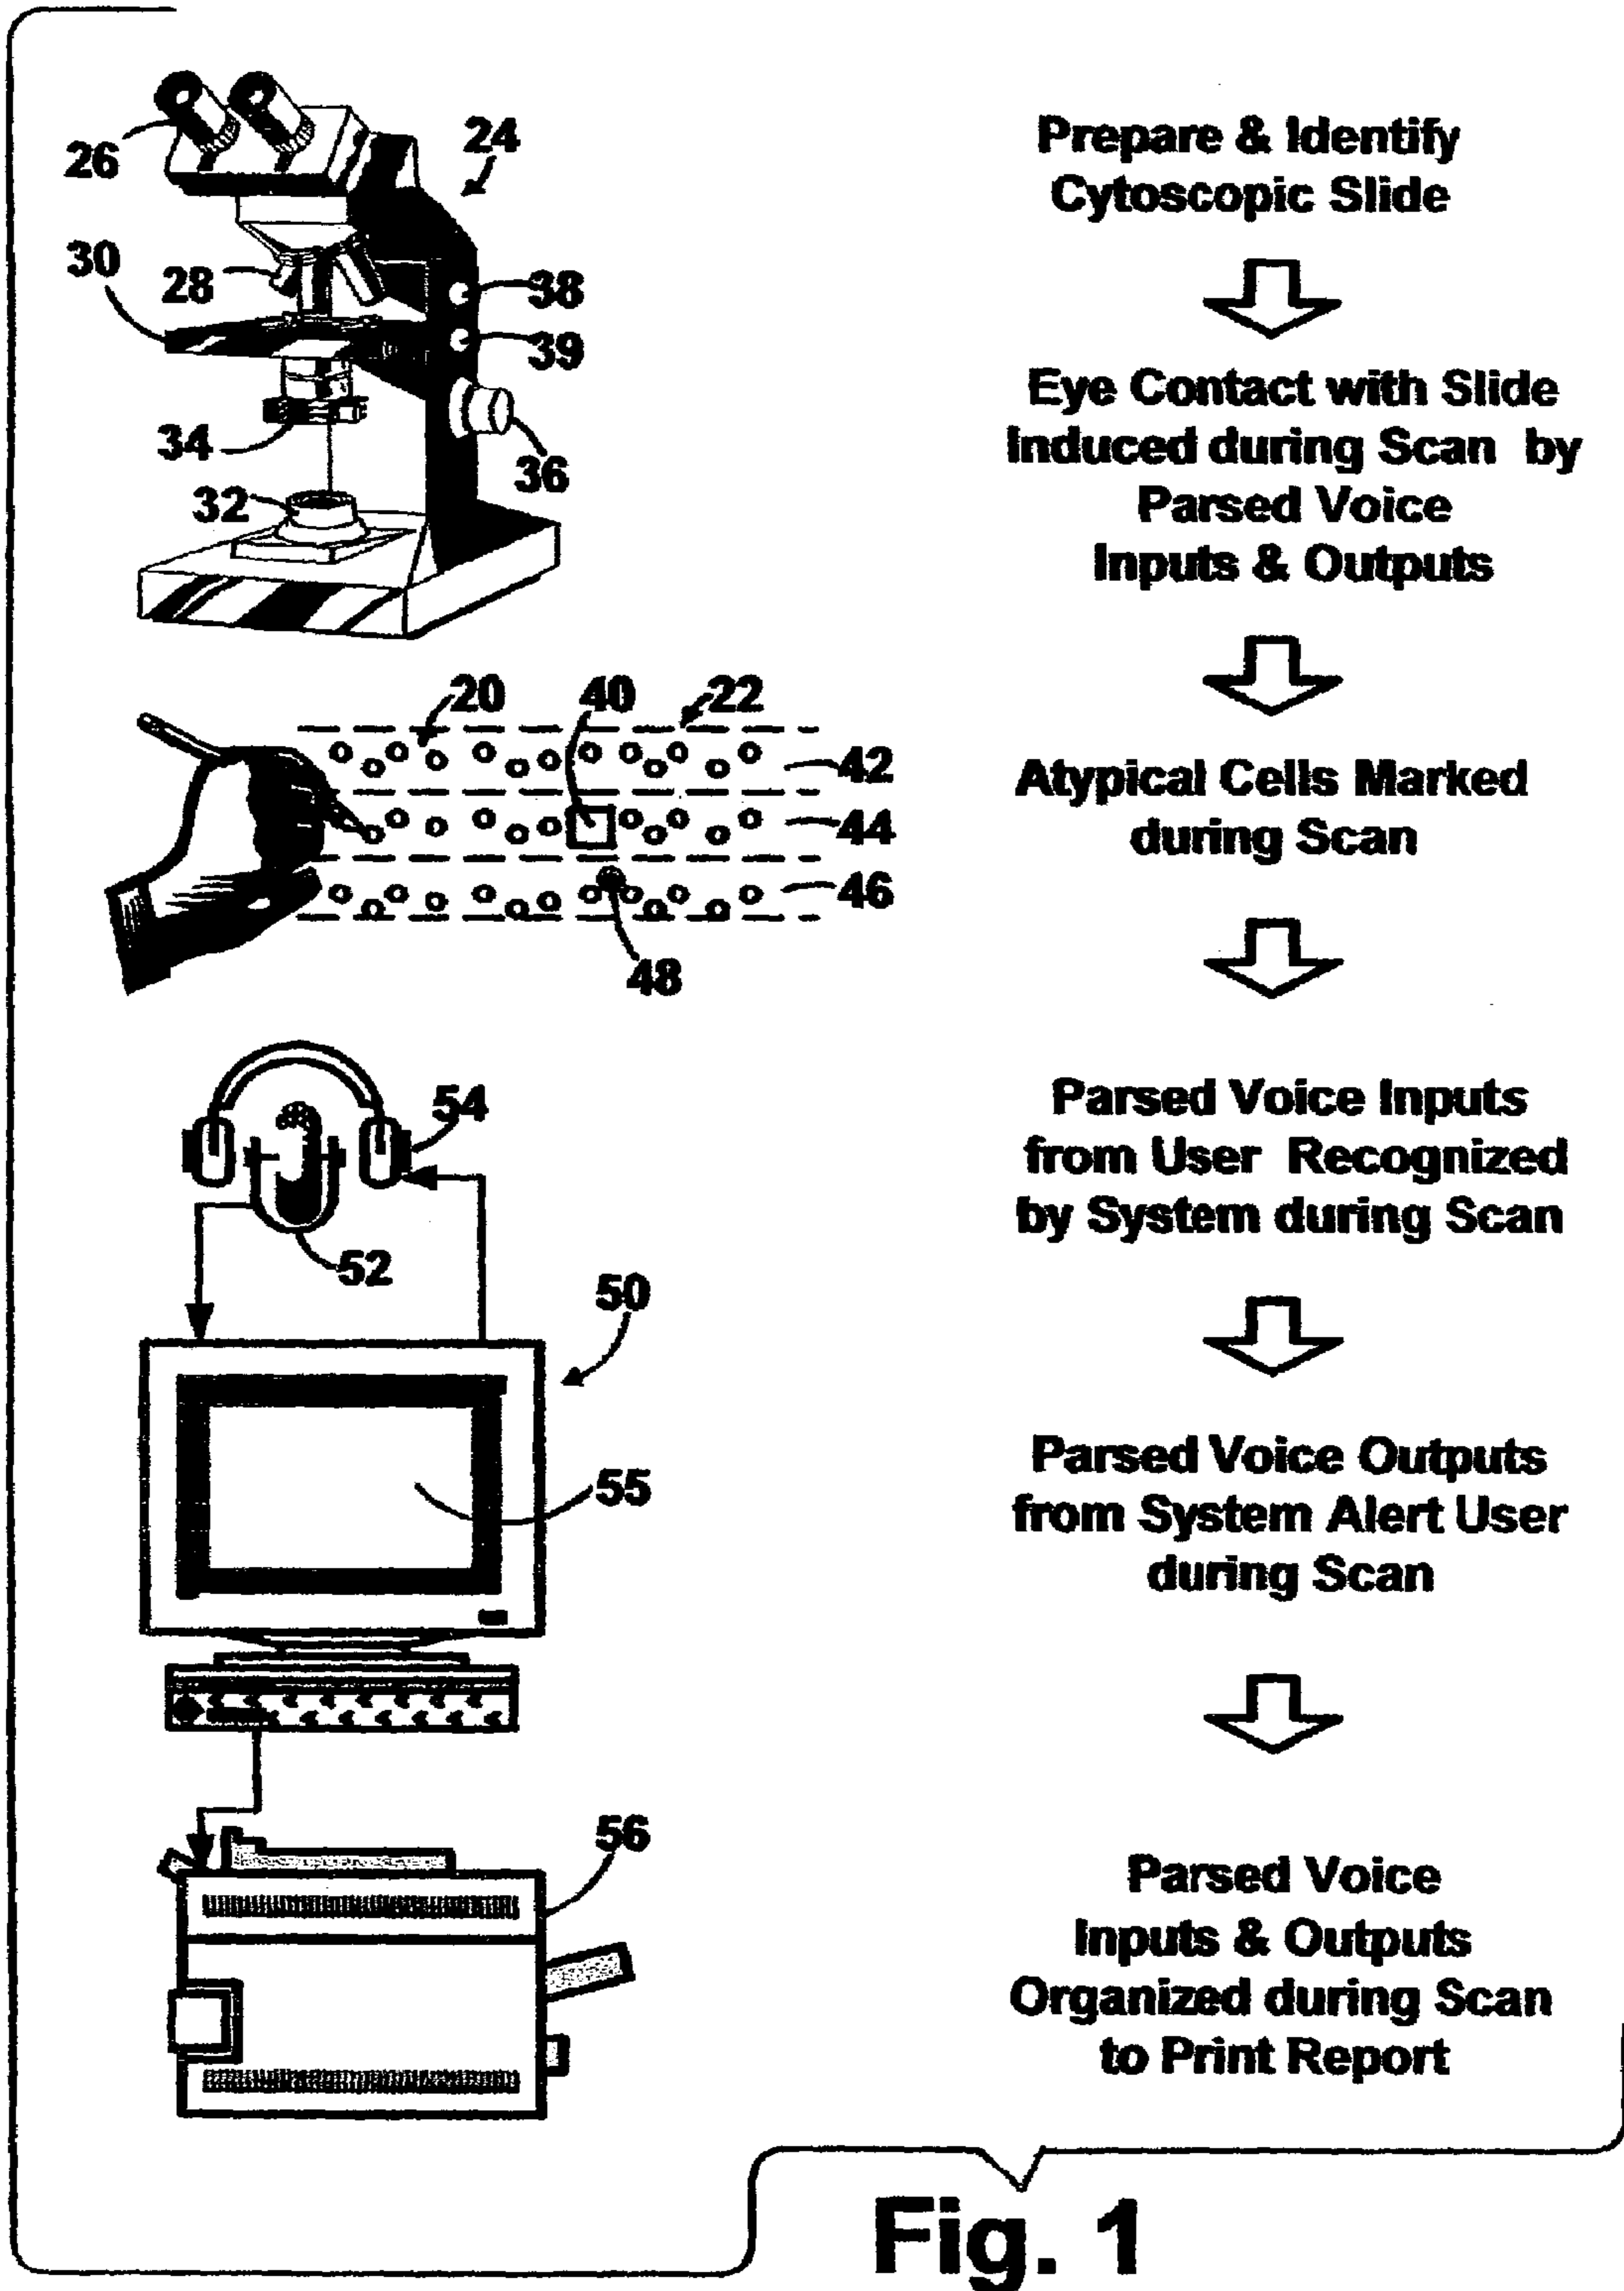 26
24
30
28
38
39
34
36
32
20
40
22
42
44
46
48
54
52
50
55
56
Prepare & Identify
Cytoscopic Slide
Eye Contact with Slide
Induced during Scan by
Parsed Voice
Inputs & Outputs
Atypical Cells Marked
during Scan
Parsed Voice Inputs
from User Recognized
by System during Scan
Parsed Voice Outputs
from System Alert User
during Scan
Parsed Voice
Inputs & Outputs
Organized during Scan
to Print Report
Fig. 1